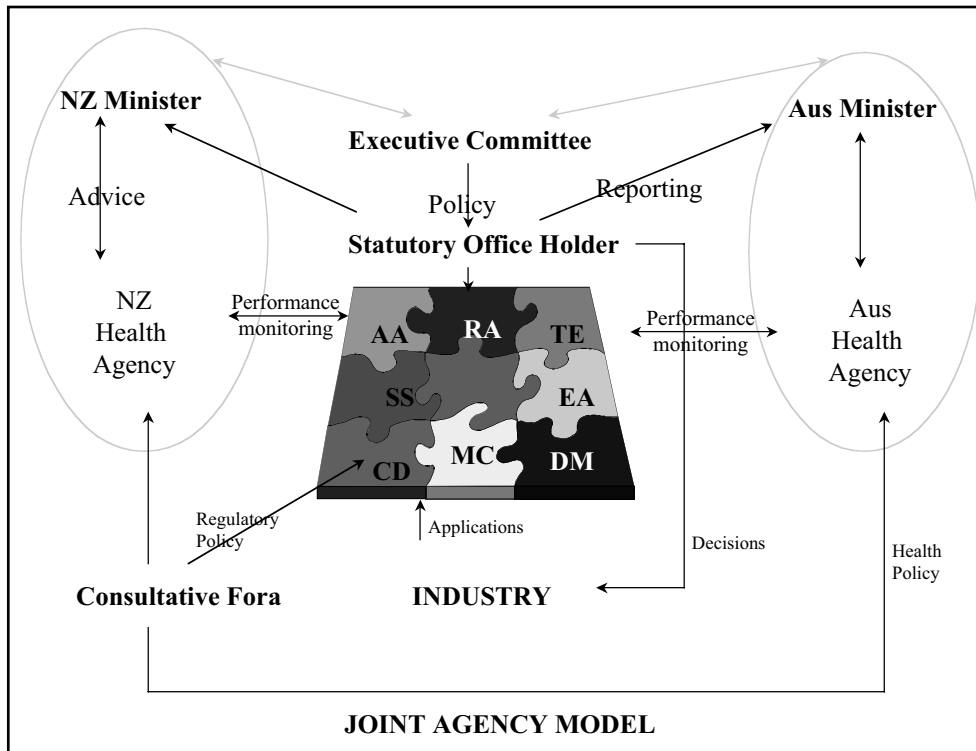 NZ Minister
Aus Minister
Executive Committee
Advice
Policy
Reporting
Statutory Office Holder
NZ
Health
Agency
Performance
monitoring
AA
RA
TE
SS
EA
CD
MC
DM
Performance
monitoring
Aus
Health
Agency
Regulatory
Policy
Applications
Decisions
Health
Policy
Consultative Fora
INDUSTRY
JOINT AGENCY MODEL